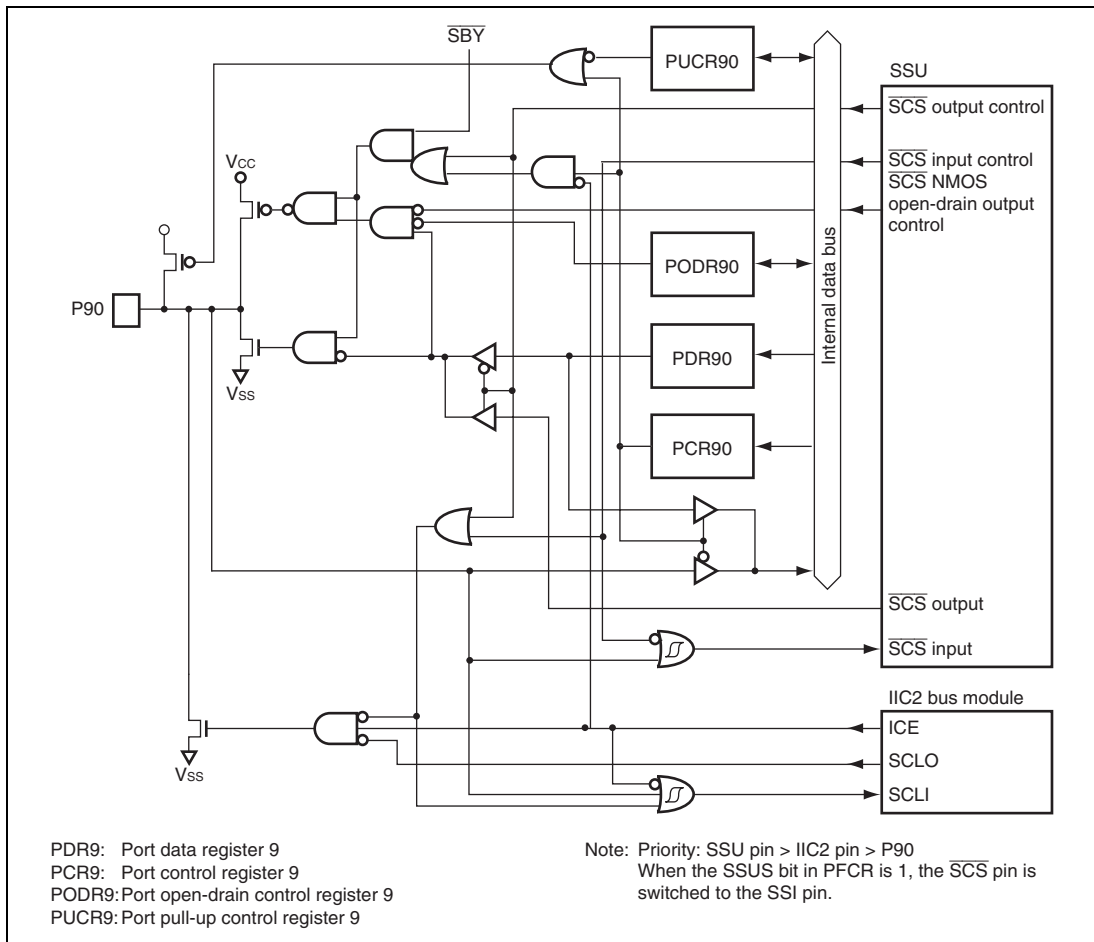 SBY
PUCR90
SSU
SCS output control
SCS input control
VCC
SCS NMOS
open-drain output
control
PODR90
Internal data bus
P90
PDR90
VSS
PCR90
SCS output
SCS input
IIC2 bus module
ICE
SCLO
VSS
SCLI
PDR9: Port data register 9
PCR9: Port control register 9
PODR9: Port open-drain control register 9
PUCR9: Port pull-up control register 9
Note: Priority: SSU pin > IIC2 pin > P90
When the SSUS bit in PFCR is 1, the SCS pin is
switched to the SSI pin.